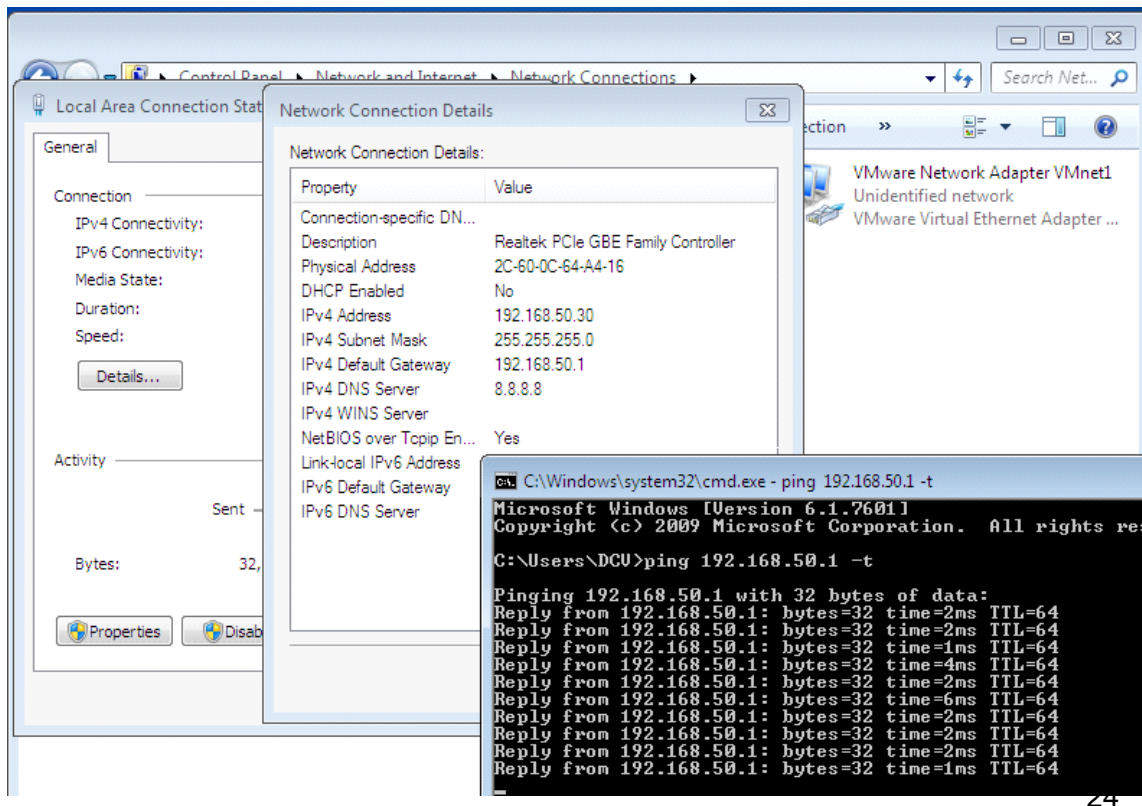 Control Panel Network and Internet Network Connections
Search Net...
Local Area Connection Stat
General
Connection
IPv4 Connectivity:
IPv6 Connectivity:
Media State:
Duration:
Speed:
Details...
Activity
Sent
Bytes: 32,
Properties Disab
Network Connection Details
Network Connection Details:
Property Value
Connection-specific DN...
Description Realtek PCIe GBE Family Controller
Physical Address 2C-60-0C-64-A4-16
DHCP Enabled No
IPv4 Address 192.168.50.30
IPv4 Subnet Mask 255.255.255.0
IPv4 Default Gateway 192.168.50.1
IPv4 DNS Server 8.8.8.8
IPv4 WINS Server
NetBIOS over Tcpip En... Yes
Link-local IPv6 Address
IPv6 Default Gateway
IPv6 DNS Server
ection »
VMware Network Adapter VMnet1
Unidentified network
VMware Virtual Ethernet Adapter ...
C:\Windows\system32\cmd.exe - ping 192.168.50.1 -t
Microsoft Windows [Version 6.1.7601]
Copyright (c) 2009 Microsoft Corporation. All rights res
C:\Users\DCV>ping 192.168.50.1 -t
Pinging 192.168.50.1 with 32 bytes of data:
Reply from 192.168.50.1: bytes=32 time=2ms TTL=64
Reply from 192.168.50.1: bytes=32 time=2ms TTL=64
Reply from 192.168.50.1: bytes=32 time=1ms TTL=64
Reply from 192.168.50.1: bytes=32 time=4ms TTL=64
Reply from 192.168.50.1: bytes=32 time=2ms TTL=64
Reply from 192.168.50.1: bytes=32 time=6ms TTL=64
Reply from 192.168.50.1: bytes=32 time=2ms TTL=64
Reply from 192.168.50.1: bytes=32 time=2ms TTL=64
Reply from 192.168.50.1: bytes=32 time=2ms TTL=64
Reply from 192.168.50.1: bytes=32 time=1ms TTL=64
24